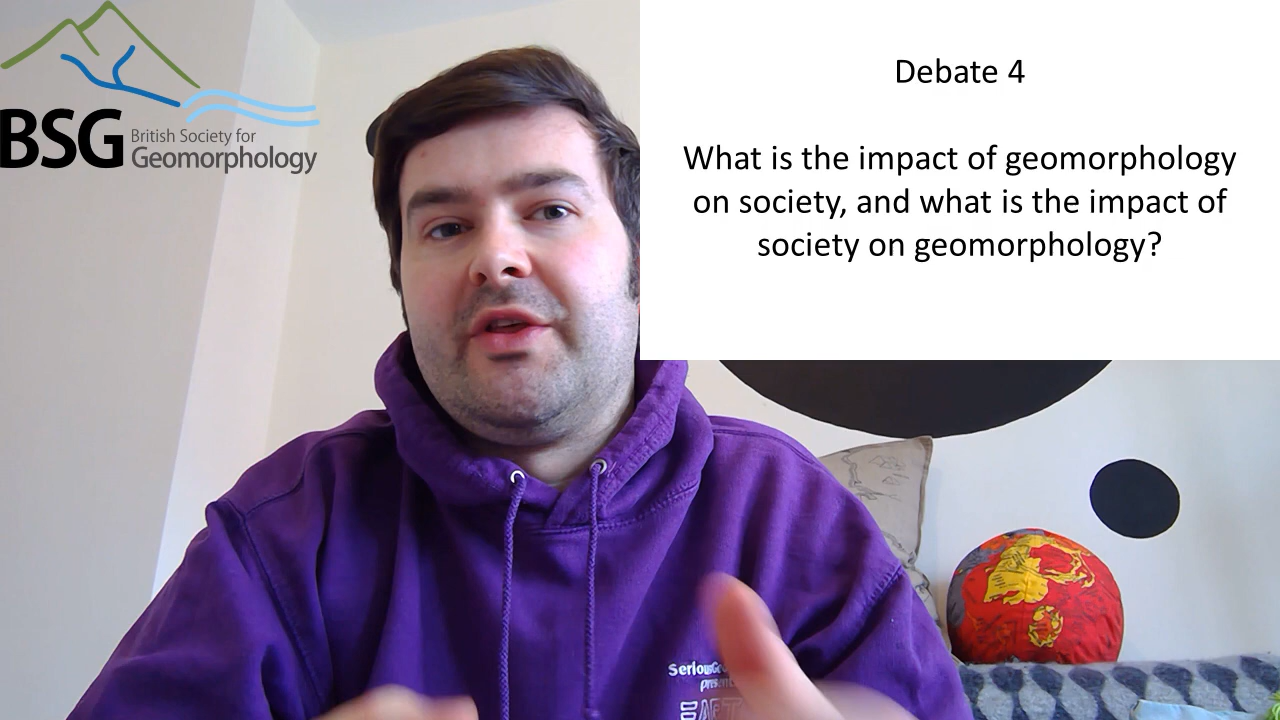 BSG British Society for
Geomorphology
Debate 4
What is the impact of geomorphology
on society, and what is the impact of
society on geomorphology?